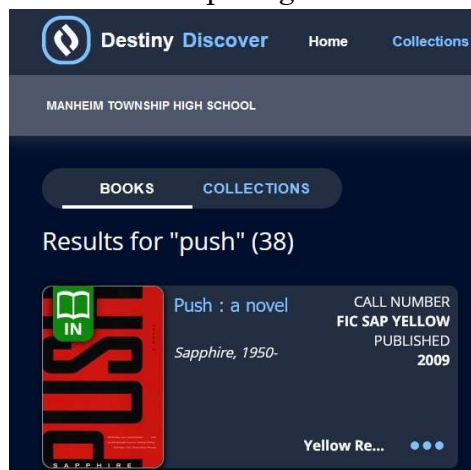 Destiny Discover Home Collections
MANHEIM TOWNSHIP HIGH SCHOOL
BOOKS COLLECTIONS
Results for "push" (38)
IN
PUSH
SAPPHIRE
Push : a novel
Sapphire, 1950-
CALL NUMBER
FIC SAP YELLOW
PUBLISHED
2009
Yellow Re...